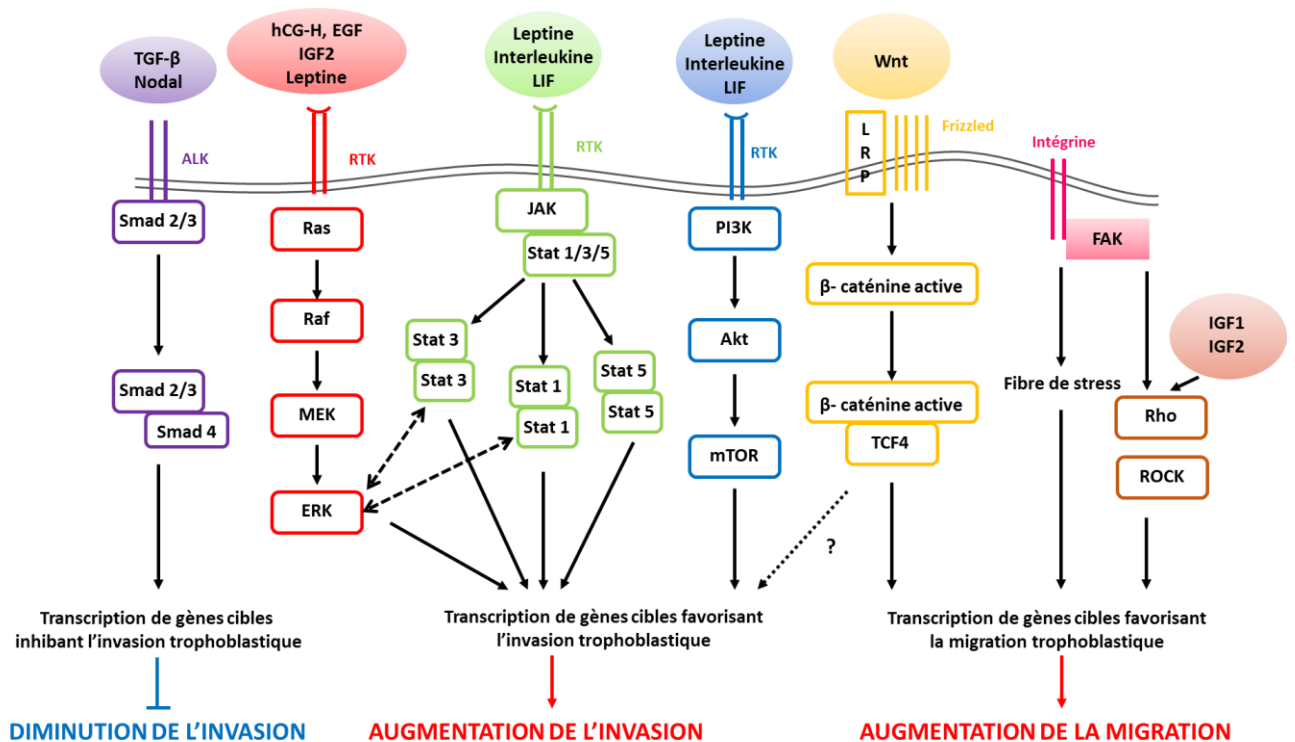 TGF-β
Nodal
hCG-H, EGF
IGF2
Leptine
Leptine
Interleukine
LIF
Leptine
Interleukine
LIF
Wnt
ALK
RTK
RTK
RTK
L
R
P
Frizzled
Intégrine
Smad 2/3
Ras
JAK
Stat 1/3/5
PI3K
FAK
β- caténine active
Raf
Akt
IGF1
IGF2
Stat 3
Stat 3
Stat 1
Stat 1
Stat 5
Stat 5
Smad 2/3
Smad 4
MEK
mTOR
β- caténine active
TCF4
Fibre de stress
Rho
ROCK
ERK
?
Transcription de gènes cibles
inhibant l’invasion trophoblastique
Transcription de gènes cibles favorisant
l’invasion trophoblastique
Transcription de gènes cibles favorisant
la migration trophoblastique
DIMINUTION DE L’INVASION
AUGMENTATION DE L’INVASION
AUGMENTATION DE LA MIGRATION